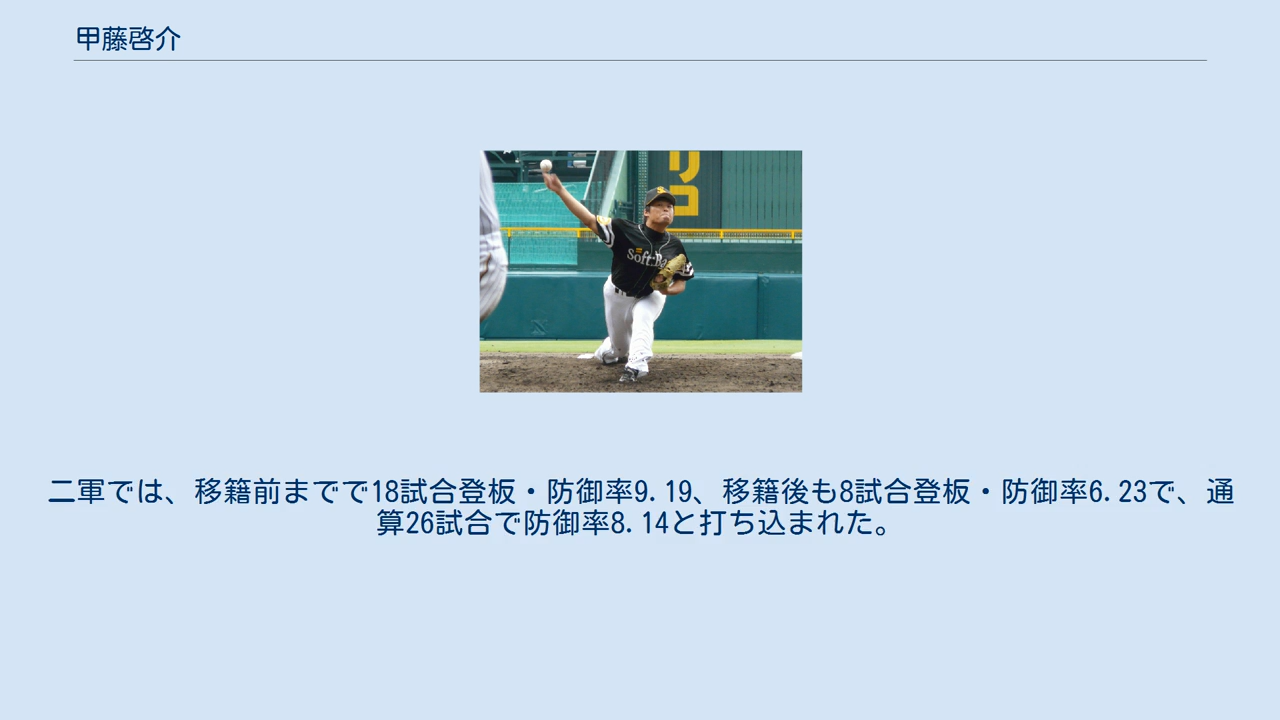 甲藤啓介
リコ
S
SoftBa
二軍では、移籍前までで18試合登板・防御率9.19、移籍後も8試合登板・防御率6.23で、通
算26試合で防御率8.14と打ち込まれた。